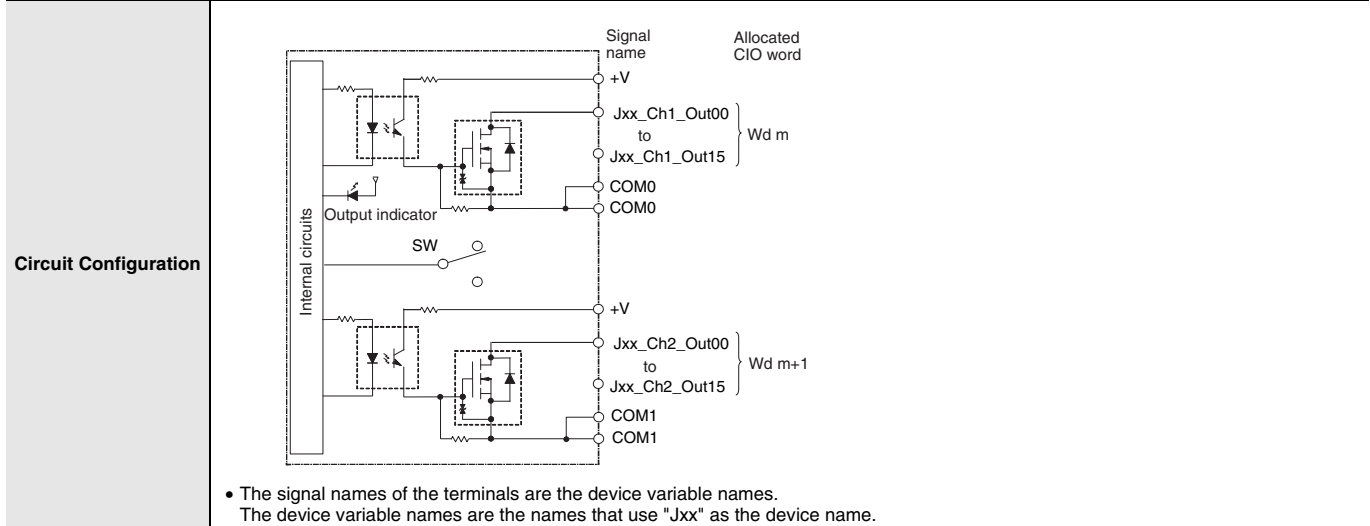 Circuit Configuration
Signal
name
Allocated
CIO word
+V
Jxx_Ch1_Out00
to
Jxx_Ch1_Out15
Wd m
COM0
COM0
Internal circuits
Output indicator
SW
+V
Jxx_Ch2_Out00
to
Jxx_Ch2_Out15
Wd m+1
COM1
COM1
• The signal names of the terminals are the device variable names.
The device variable names are the names that use "Jxx" as the device name.